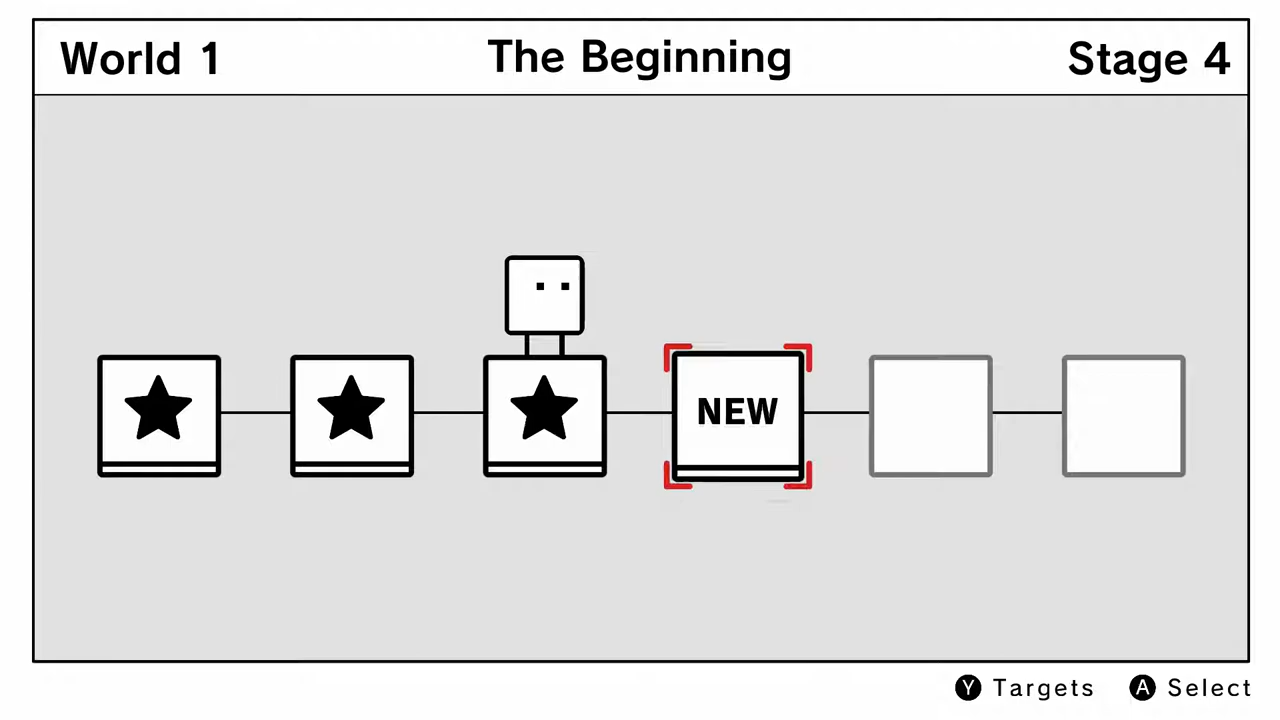 World 1
The Beginning
Stage 4
NEW
Y Targets
A Select